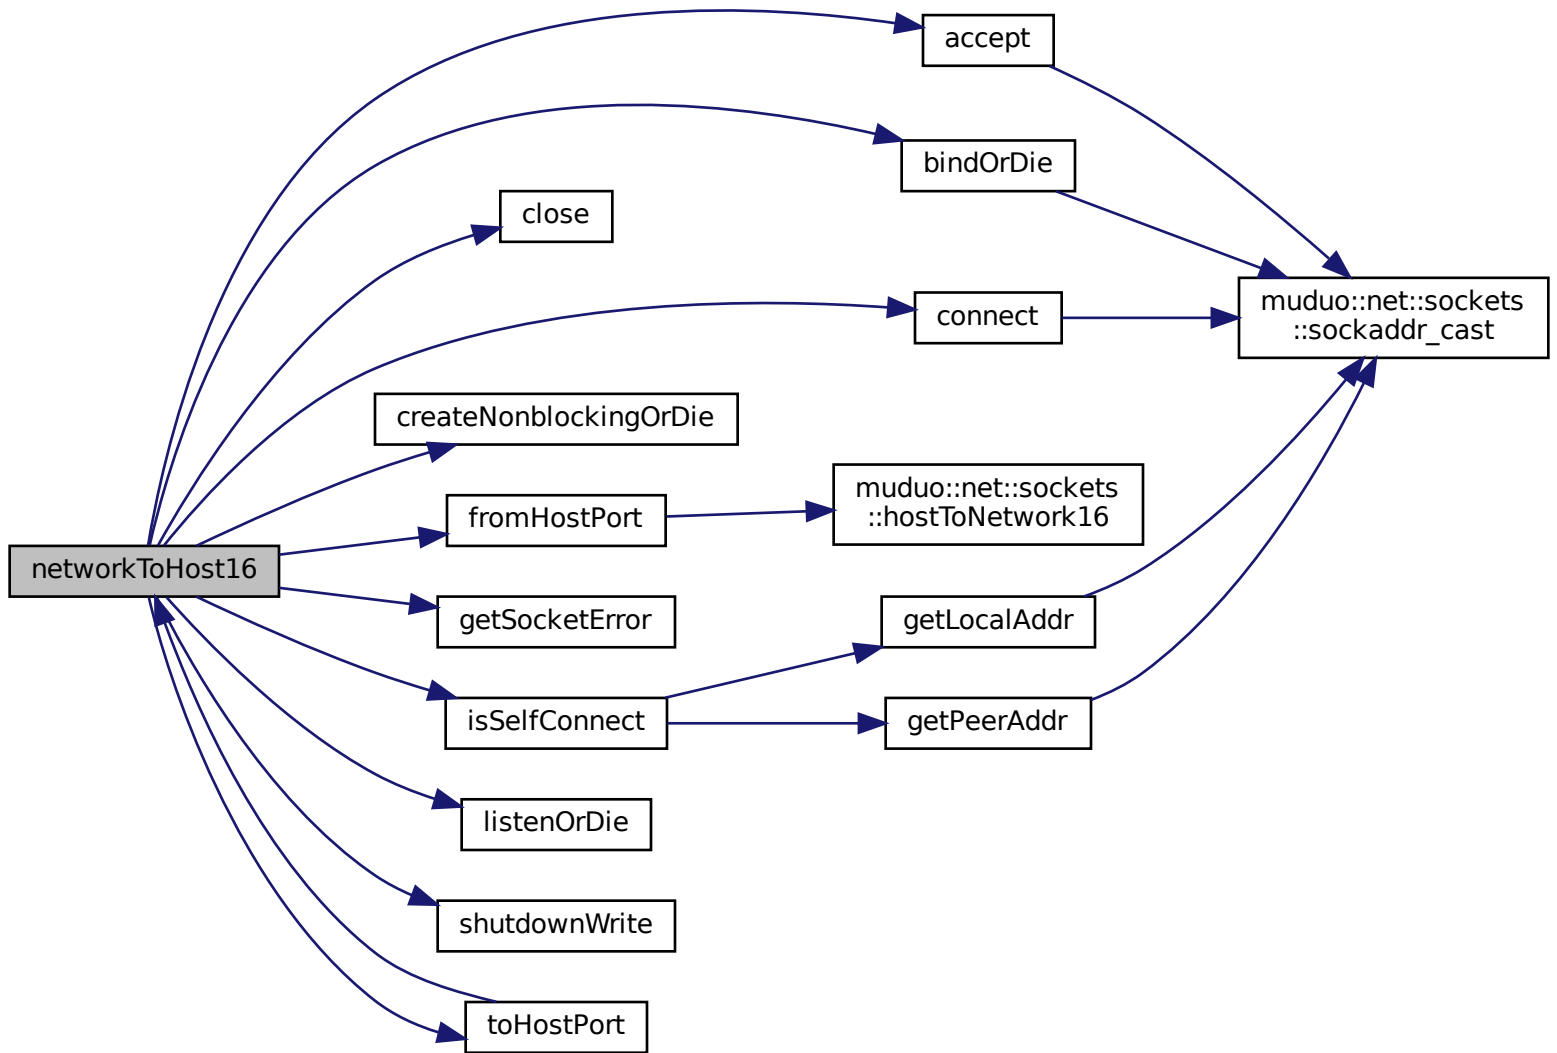 accept
bindOrDie
close
muduo::net::sockets
::sockaddr_cast
connect
createNonblockingOrDie
muduo::net::sockets
::hostToNetwork16
fromHostPort
networkToHost16
getSocketError
getLocalAddr
isSelfConnect
getPeerAddr
listenOrDie
shutdownWrite
toHostPort